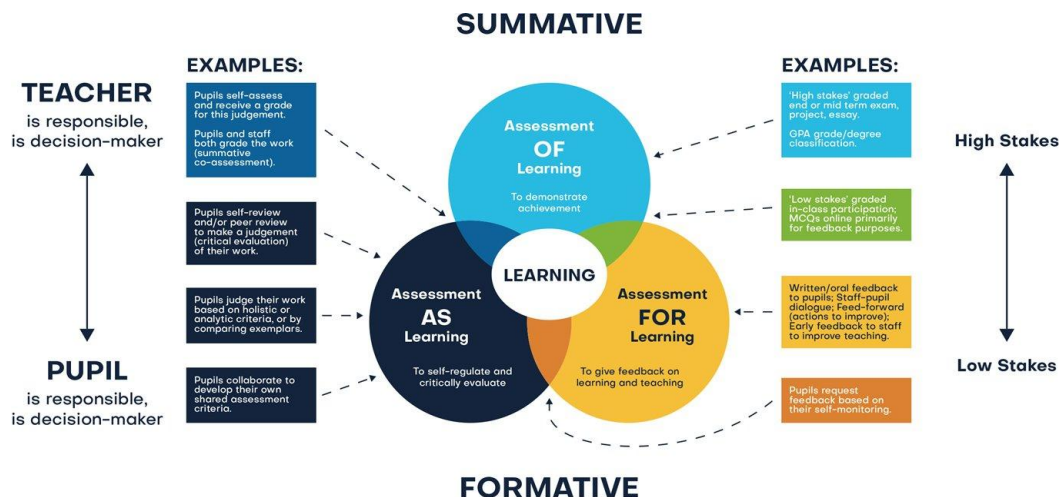 SUMMATIVE
TEACHER
is responsible,
is decision-maker
PUPIL
is responsible,
is decision-maker
EXAMPLES:
Pupils self-assess
and receive a grade
for this judgement.
Pupils and staff
both grade the work
(summative
co-assessment).
Pupils self-review
and/or peer review
to make a judgement
(critical evaluation)
of their work.
Pupils judge their work
based on holistic or
analytic criteria, or by
comparing exemplars.
Pupils collaborate to
develop their own
shared assessment
criteria.
Assessment
OF
Learning
To demonstrate
achievement
LEARNING
Assessment
AS
Learning
To self-regulate and
critically evaluate
Assessment
FOR
Learning
To give feedback on
learning and teaching
EXAMPLES:
'High stakes' graded
end or mid term exam,
project, essay.
GPA grade/degree
classification.
'Low stakes' graded
in-class participation;
MCQs online primarily
for feedback purposes.
Written/oral feedback
to pupils; Staff-pupil
dialogue; Feed-forward
(actions to improve);
Early feedback to staff
to improve teaching.
Pupils request
feedback based on
their self-monitoring.
High Stakes
Low Stakes
FORMATIVE